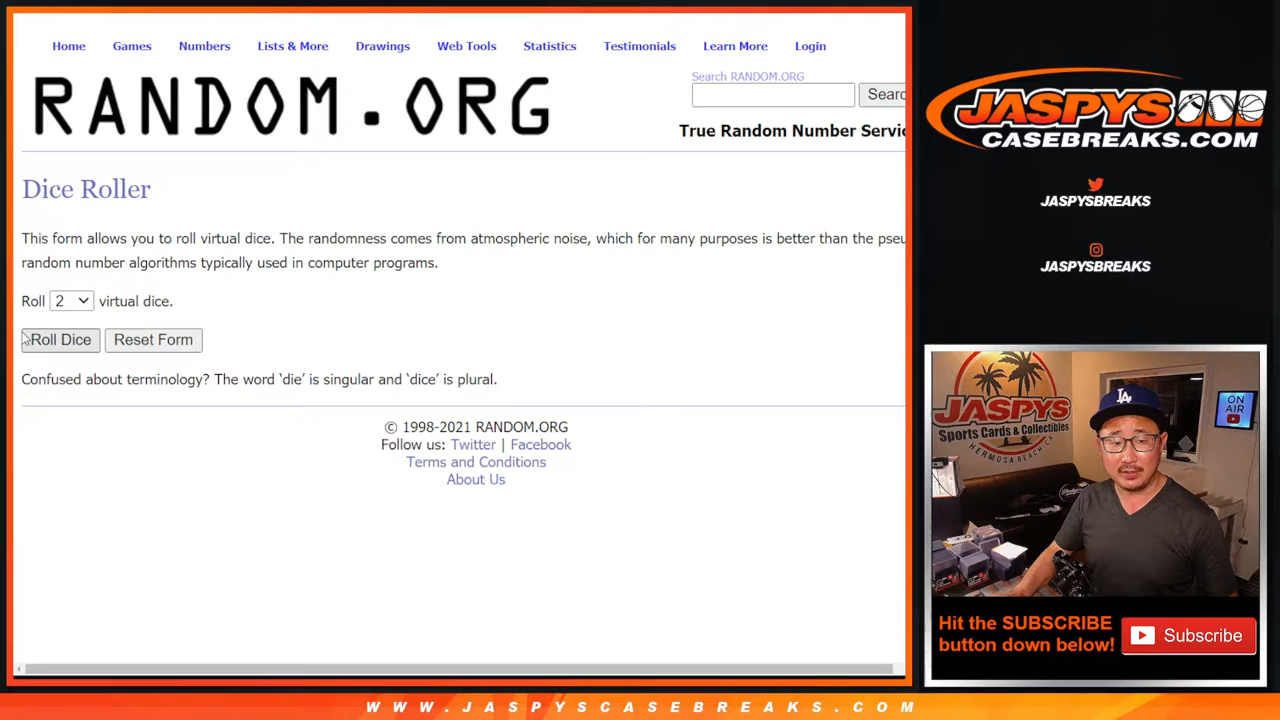 Home Games Numbers Lists & More Drawings Web Tools Statistics Testimonials Learn More Login
Search RANDOM.ORG
RANDOM.ORG
Searc
True Random Number Servic
Dice Roller
This form allows you to roll virtual dice. The randomness comes from atmospheric noise, which for many purposes is better than the pseu
random number algorithms typically used in computer programs.
Roll 2 virtual dice.
Roll Dice Reset Form
Confused about terminology? The word ‘die’ is singular and ‘dice’ is plural.
© 1998-2021 RANDOM.ORG
Follow us: Twitter | Facebook
Terms and Conditions
About Us
JASPYS
CASEBREAKS.COM
JASPYSBREAKS
JASPYSBREAKS
JASPYS
Sports Cards & Collectibles
HERMOSA BEACH, CA
LA
ON
AIR
Dodgers
Hit the SUBSCRIBE
button down below!
Subscribe
WWW.JASPYSCASEBREAKS.COM